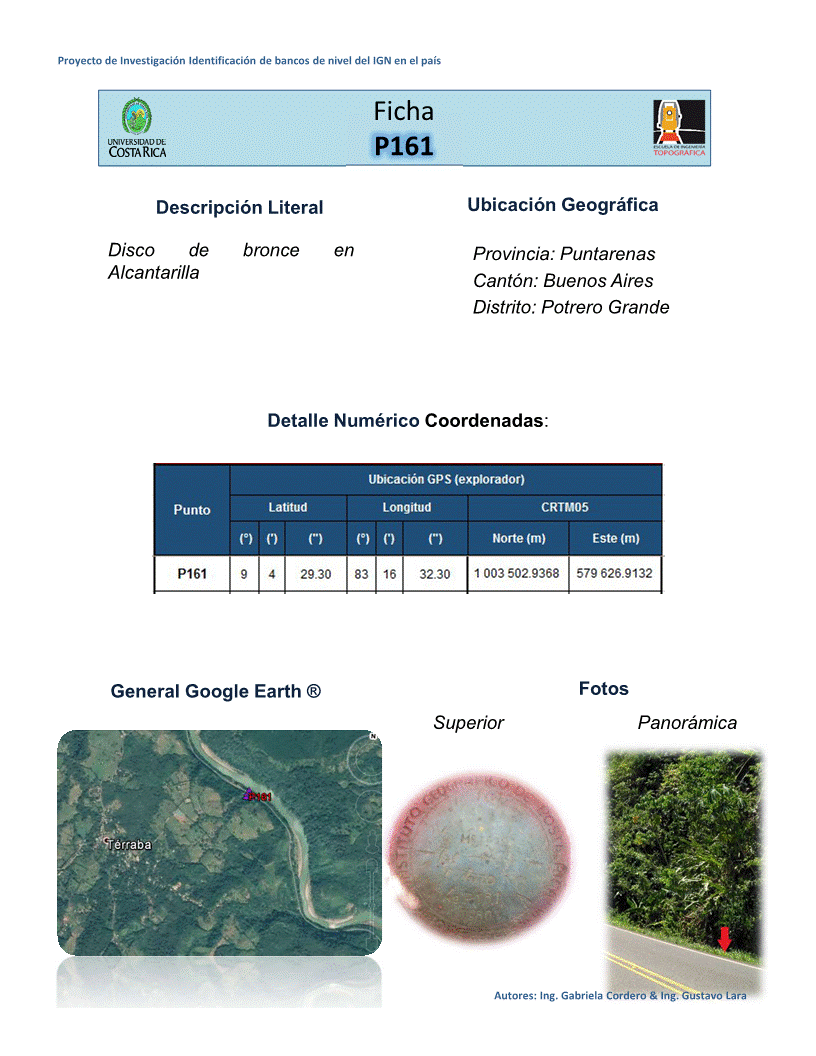 Proyecto de Investigación Identificación de bancos de nivel del IGN en el país
UNIVERSIDAD DE
COSTA RICA
Ficha
P161
ESCUELA DE INGENIERÍA
TOPOGRÁFICA
Descripción Literal
Disco de bronce en
Alcantarilla
Ubicación Geográfica
Provincia: Puntarenas
Cantón: Buenos Aires
Distrito: Potrero Grande
Detalle Numérico Coordenadas:
Punto
Ubicación GPS (explorador)
Latitud Longitud CRTM05
(°) (') (") (°) (') (") Norte (m) Este (m)
P161 9 4 29.30 83 16 32.30 1 003 502.9368 579 626.9132
General Google Earth ®
Fotos
Superior Panorámica
N
P161
Térraba
Autores: Ing. Gabriela Cordero & Ing. Gustavo Lara